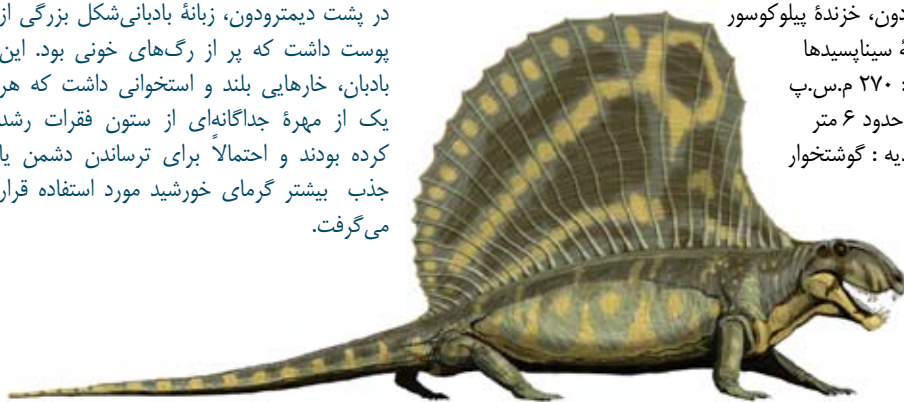 در پشت دیمترودون، زبانهٔ بادبانی‌شکل بزرگی از
پوست داشت که پر از رگ‌های خونی بود. این
بادبان، خارهایی بلند و استخوانی داشت که هر
یک از مهرهٔ جداگانه‌ای از ستون فقرات رشد
کرده بودند و احتمالاً برای ترساندن دشمن یا
جذب بیشتر گرمای خورشید مورد استفاده قرار
می‌گرفت.
خزندهٔ پیلوکوسور
سیناپسیدها
: ۲۷۰ م.س.پ
حدود ۶ متر
: گوشتخوار